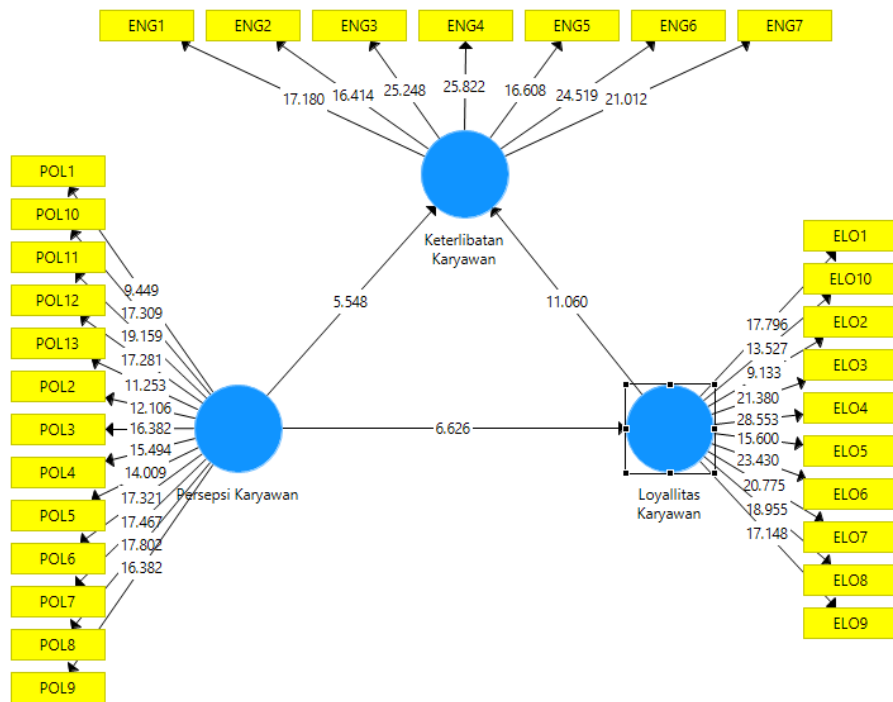 ENG1
ENG2
ENG3
ENG4
ENG5
ENG6
ENG7
17.180
16.414
25.248
25.822
16.608
24.519
21.012
Keterlibatan
Karyawan
POL1
POL10
POL11
POL12
POL13
POL2
POL3
POL4
POL5
POL6
POL7
POL8
POL9
9.449
17.309
19.159
17.281
11.253
12.106
16.382
15.494
14.009
17.321
17.467
17.802
16.382
Persepsi Karyawan
5.548
11.060
6.626
Loyallitas
Karyawan
17.796
13.527
9.133
21.380
28.553
15.600
23.430
20.775
18.955
17.148
ELO1
ELO10
ELO2
ELO3
ELO4
ELO5
ELO6
ELO7
ELO8
ELO9